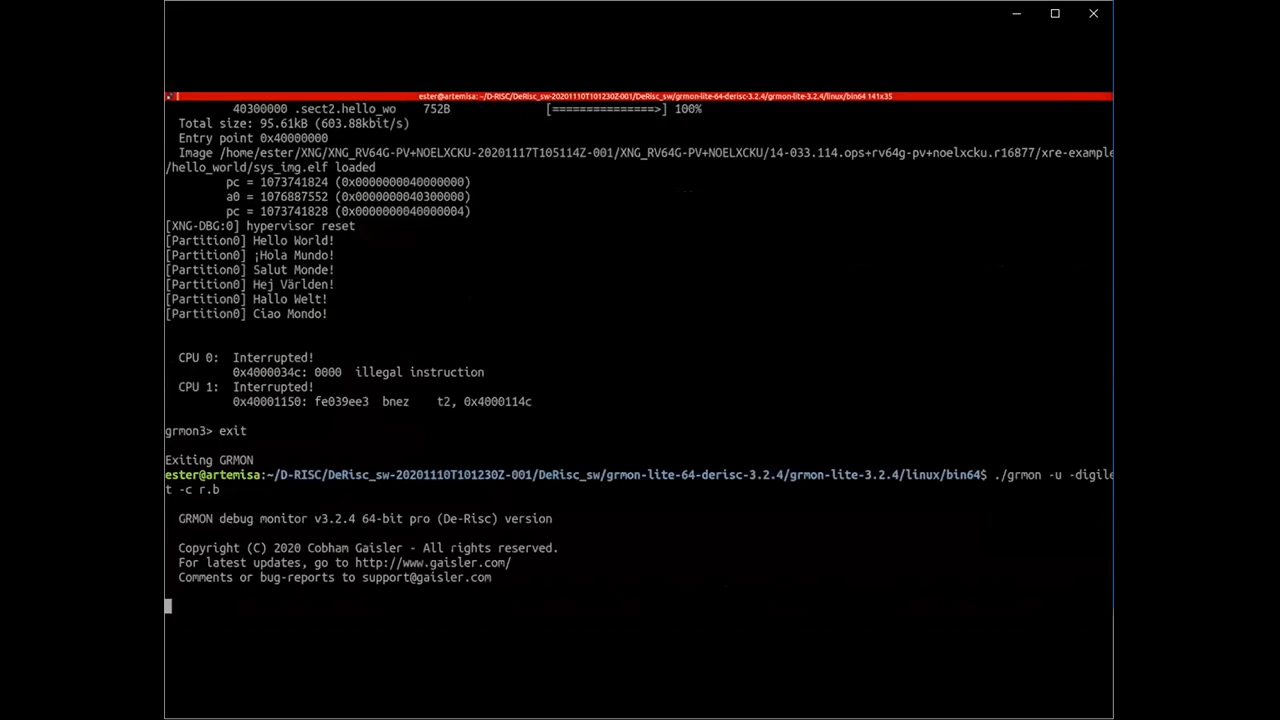 ester@artemisa: ~/D-RISC/DeRisc_sw-20201110T101230Z-001/DeRisc_sw/grmon-lite-64-derisc-3.2.4/grmon-lite-3.2.4/linux/bin64 141x35
40300000 .sect2.hello_wo 752B [===============>] 100%
Total size: 95.61kB (603.88kbit/s)
Entry point 0x40000000
Image /home/ester/XNG/XNG_RV64G-PV+NOELXCKU-20201117T105114Z-001/XNG_RV64G-PV+NOELXCKU/14-033.114.ops+rv64g-pv+noelxcku.r16877/xre-example
/hello_world/sys_img.elf loaded
pc = 1073741824 (0x0000000040000000)
a0 = 1076887552 (0x0000000040300000)
pc = 1073741828 (0x0000000040000004)
[XNG-DBG:0] hypervisor reset
[Partition0] Hello World!
[Partition0] ¡Hola Mundo!
[Partition0] Salut Monde!
[Partition0] Hej Världen!
[Partition0] Hallo Welt!
[Partition0] Ciao Mondo!
CPU 0: Interrupted!
0x4000034c: 0000 illegal instruction
CPU 1: Interrupted!
0x40001150: fe039ee3 bnez t2, 0x4000114c
grmon3> exit
Exiting GRMON
ester@artemisa:~/D-RISC/DeRisc_sw-20201110T101230Z-001/DeRisc_sw/grmon-lite-64-derisc-3.2.4/grmon-lite-3.2.4/linux/bin64$ ./grmon -u -digile
t -c r.b
GRMON debug monitor v3.2.4 64-bit pro (De-Risc) version
Copyright (C) 2020 Cobham Gaisler - All rights reserved.
For latest updates, go to http://www.gaisler.com/
Comments or bug-reports to support@gaisler.com